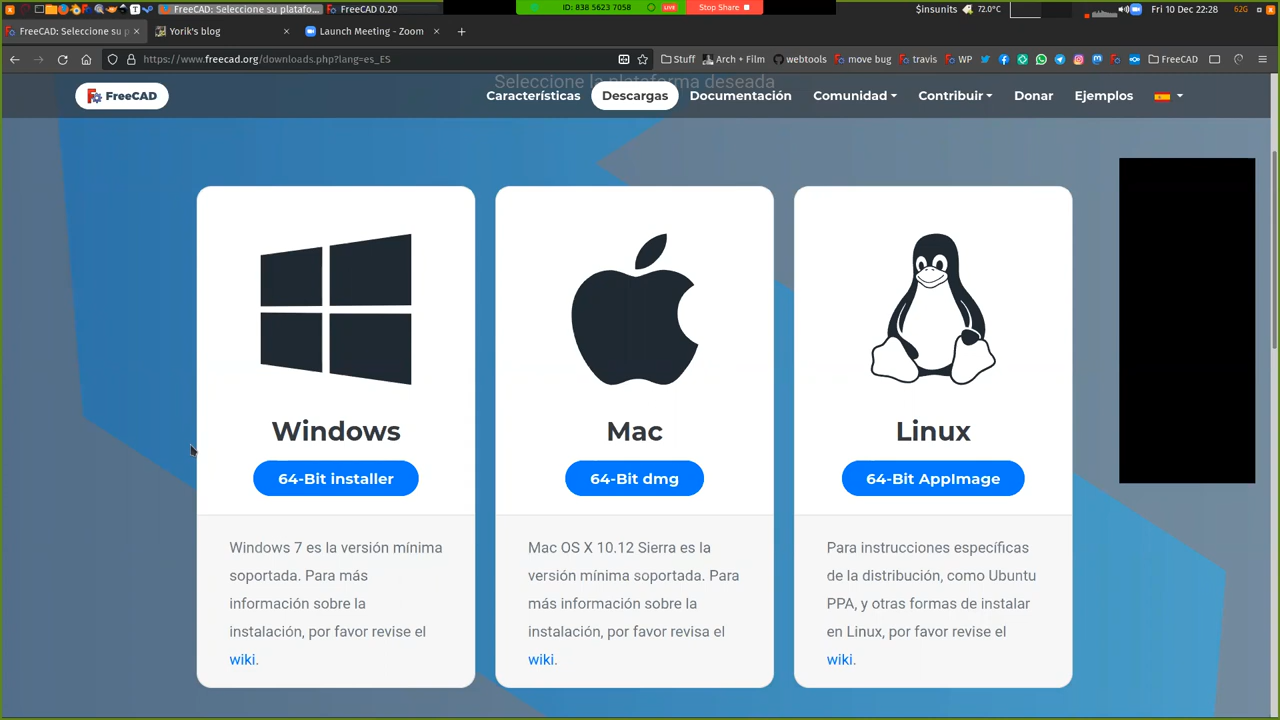 FreeCAD: Seleccione su platafo...
FreeCAD 0.20
ID: 838 5623 7058
LIVE
Stop Share
$insunits
72.0°C
Fri 10 Dec 22:28
62G
FreeCAD: Seleccione su p
Yorik's blog
Launch Meeting - Zoom
https://www.freecad.org/downloads.php?lang=es_ES
Stuff
Arch + Film
webtools
move bug
travis
WP
FreeCAD
Seleccione la plataforma deseada
FreeCAD
Características
Descargas
Documentación
Comunidad
Contribuir
Donar
Ejemplos
Windows
64-Bit installer
Windows 7 es la versión mínima
soportada. Para más
información sobre la
instalación, por favor revise el
wiki.
Mac
64-Bit dmg
Mac OS X 10.12 Sierra es la
versión mínima soportada. Para
más información sobre la
instalación, por favor revisa el
wiki.
Linux
64-Bit AppImage
Para instrucciones específicas
de la distribución, como Ubuntu
PPA, y otras formas de instalar
en Linux, por favor revise el
wiki.